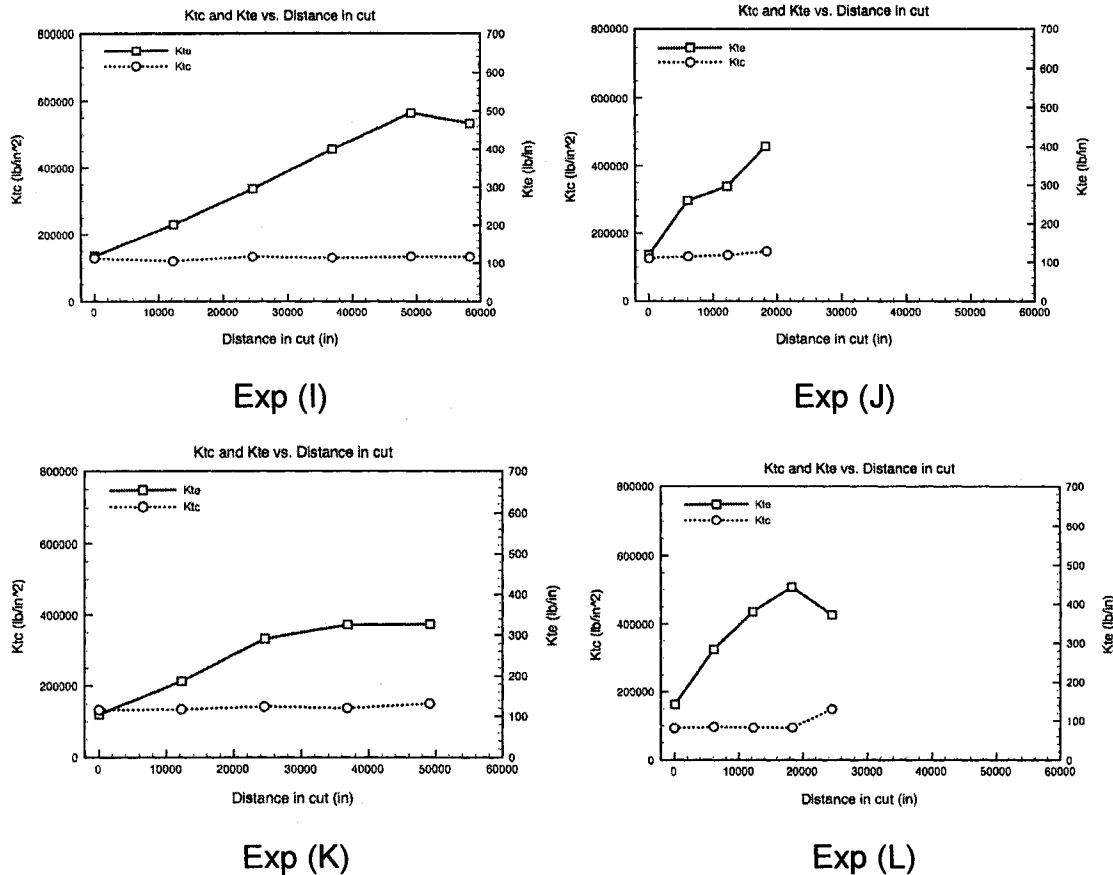 Ktc and Kte vs. Distance in cut
800000
600000
400000
200000
0
Ktc (lb/in^2)
Kte
Ktc
700
600
500
400
300
200
100
0
Kte (lb/in)
0 10000 20000 30000 40000 50000 60000
Distance in cut (in)
Exp (I)
Ktc and Kte vs. Distance in cut
800000
600000
400000
200000
0
Ktc (lb/in^2)
Kte
Ktc
700
600
500
400
300
200
100
0
Kte (lb/in)
0 10000 20000 30000 40000 50000 60000
Distance in cut (in)
Exp (J)
Ktc and Kte vs. Distance in cut
800000
600000
400000
200000
0
Ktc (lb/in^2)
Kte
Ktc
700
600
500
400
300
200
100
0
Kte (lb/in)
0 10000 20000 30000 40000 50000 60000
Distance in cut (in)
Exp (K)
Ktc and Kte vs. Distance in cut
800000
600000
400000
200000
0
Ktc (lb/in^2)
Kte
Ktc
700
600
500
400
300
200
100
0
Kte (lb/in)
0 10000 20000 30000 40000 50000 60000
Distance in cut (in)
Exp (L)